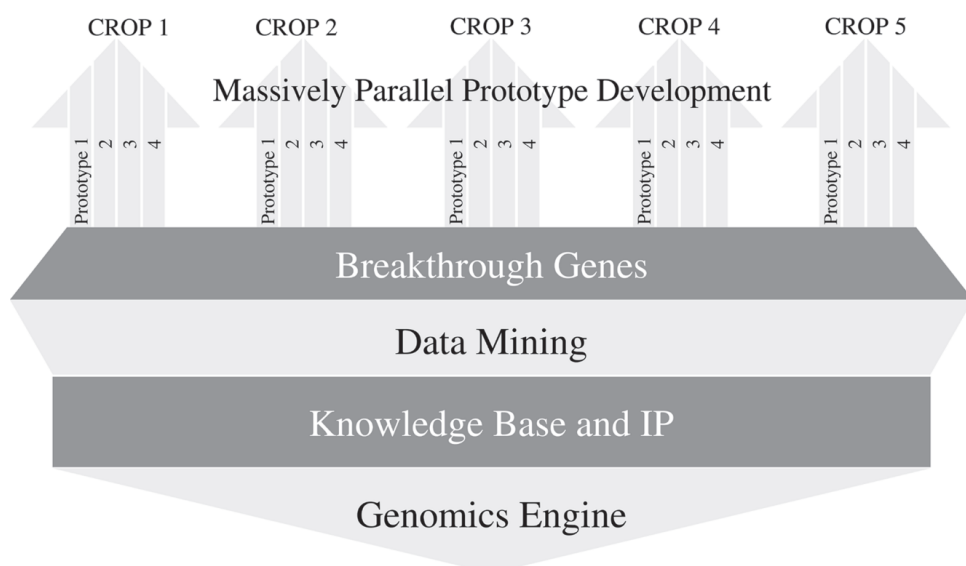 CROP 1 CROP 2 CROP 3 CROP 4 CROP 5
Massively Parallel Prototype Development
Prototype 1 2 3 4 Prototype 1 2 3 4 Prototype 1 2 3 4 Prototype 1 2 3 4 Prototype 1 2 3 4
Breakthrough Genes
Data Mining
Knowledge Base and IP
Genomics Engine